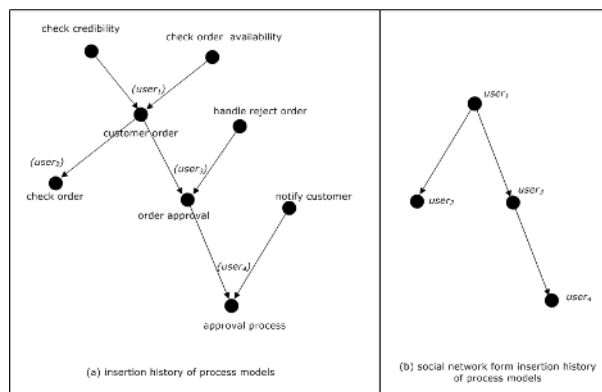 check credibility
check order availability
(user₁)
customer order
handle reject order
(user₂)
(user₃)
check order
order approval
notify customer
(user₄)
approval process
(a) insertion history of process models
user₁
user₂
user₃
user₄
(b) social network form insertion history
of process models